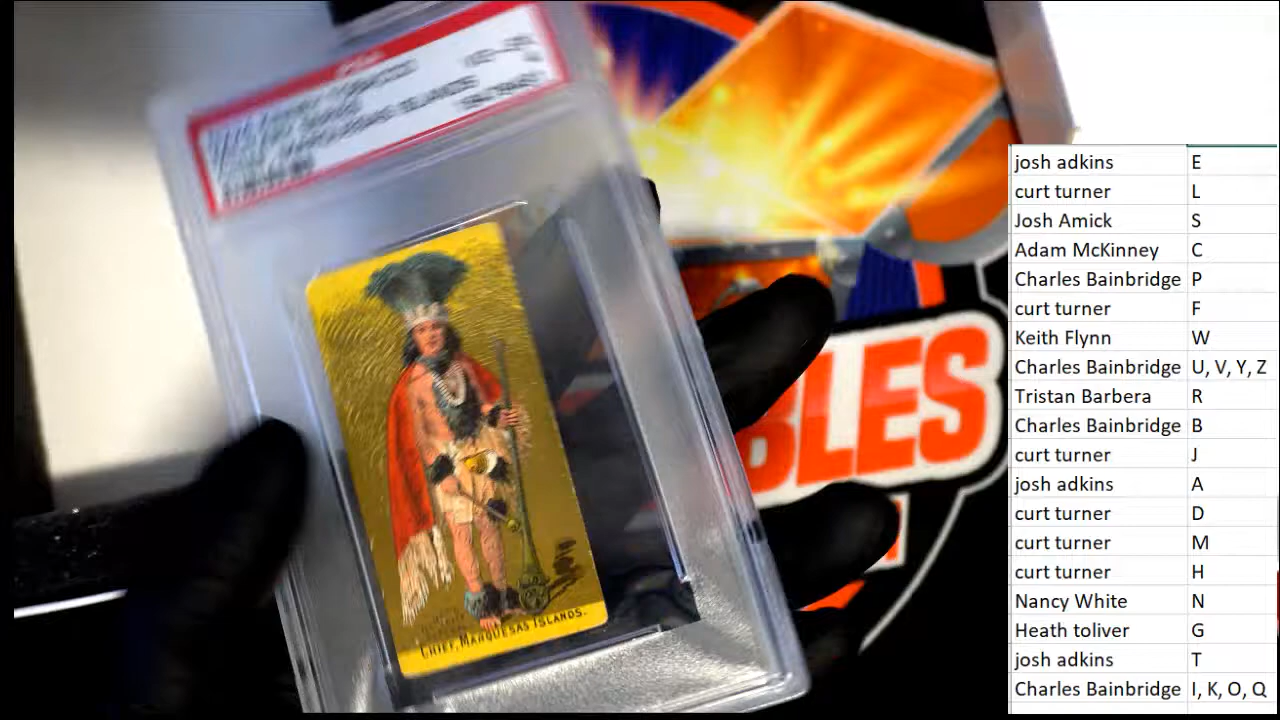 ISLANDS
BLES
CHIEF, MARQUESAS ISLANDS.
josh adkins E
curt turner L
Josh Amick S
Adam McKinney C
Charles Bainbridge P
curt turner F
Keith Flynn W
Charles Bainbridge U, V, Y, Z
Tristan Barbera R
Charles Bainbridge B
curt turner J
josh adkins A
curt turner D
curt turner M
curt turner H
Nancy White N
Heath toliver G
josh adkins T
Charles Bainbridge I, K, O, Q